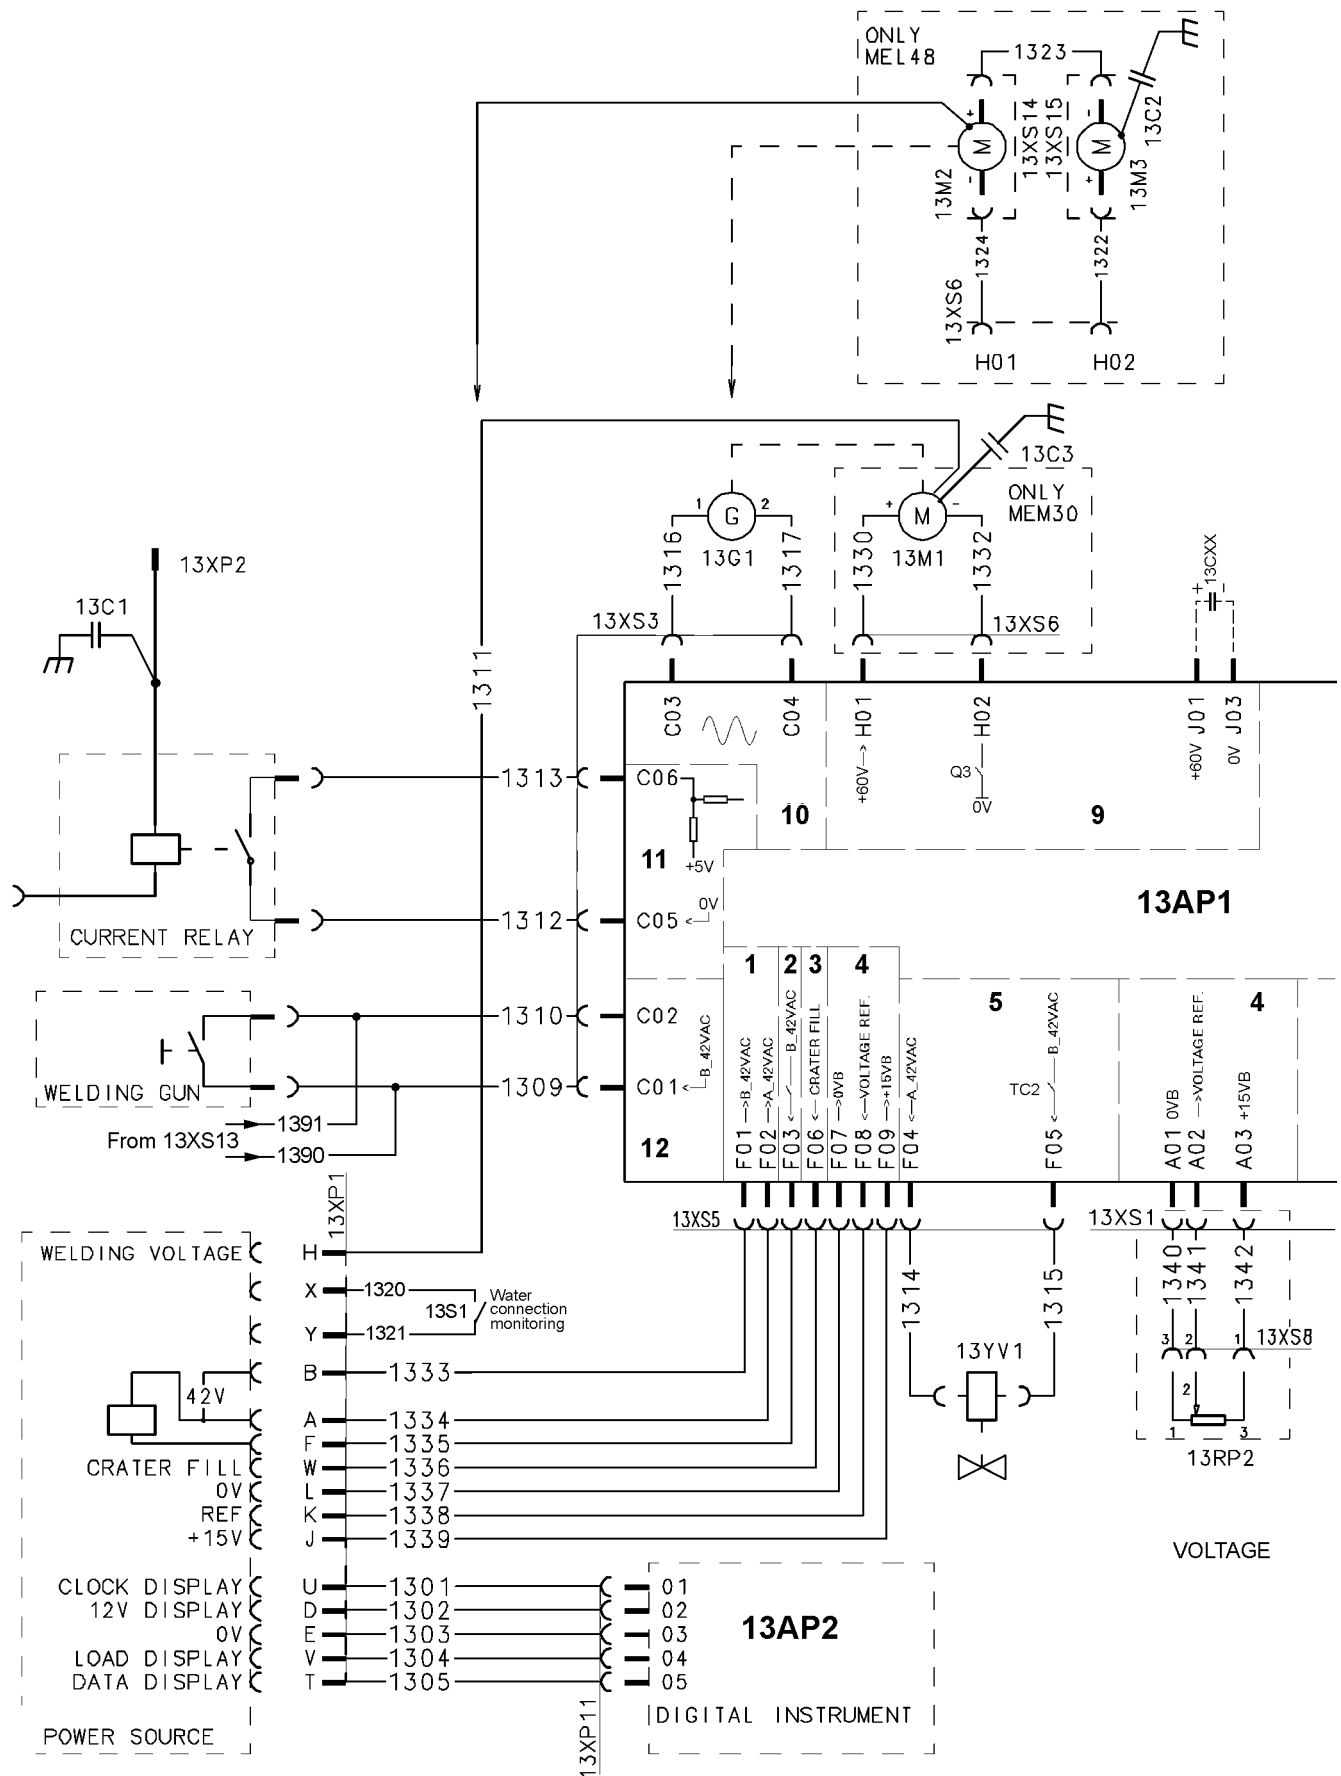 ONLY
MEL48
1323
13C2
13XS14
13XS15
+
-
M
M
-
+
13M2
13M3
1324
1322
13XS6
H01
H02
13C3
ONLY
MEM30
1
G
2
+
M
-
13G1
13M1
1316
1317
1330
1332
13XS3
13XS6
13XP2
13C1
1311
+
-
13CXX
C03
C04
+60V--> H01
H02
Q3
0V
+60V J01
0V J03
1313
C06
+5V
10
9
11
13AP1
0V
1312
C05
CURRENT RELAY
1
2
3
4
5
4
1310
C02
B_42VAC
1309
C01
WELDING GUN
12
1391
From 13XS13
1390
F01 -->B_42VAC
F02 -->A_42VAC
F03 <-- B_42VAC
F06 <--CRATER FILL
F07 -->0VB
F08 <--VOLTAGE REF.
F09 -->+15VB
F04 <--A_42VAC
TC2
F05 <-- B_42VAC
A01 0VB
A02 -->VOLTAGE REF.
A03 +15VB
13XP1
13XS5
13XS1
WELDING VOLTAGE
H
X
1320
13S1
Water
connection
monitoring
Y
1321
1314
1315
1340
1341
1342
3
2
1
13XS8
B
1333
13YV1
42V
A
1334
2
1
3
13RP2
F
1335
CRATER FILL
W
1336
0V
L
1337
REF
K
1338
+15V
J
1339
VOLTAGE
CLOCK DISPLAY
U
1301
01
12V DISPLAY
D
1302
02
0V
E
1303
03
LOAD DISPLAY
V
1304
04
DATA DISPLAY
T
1305
05
13AP2
13XP11
DIGITAL INSTRUMENT
POWER SOURCE